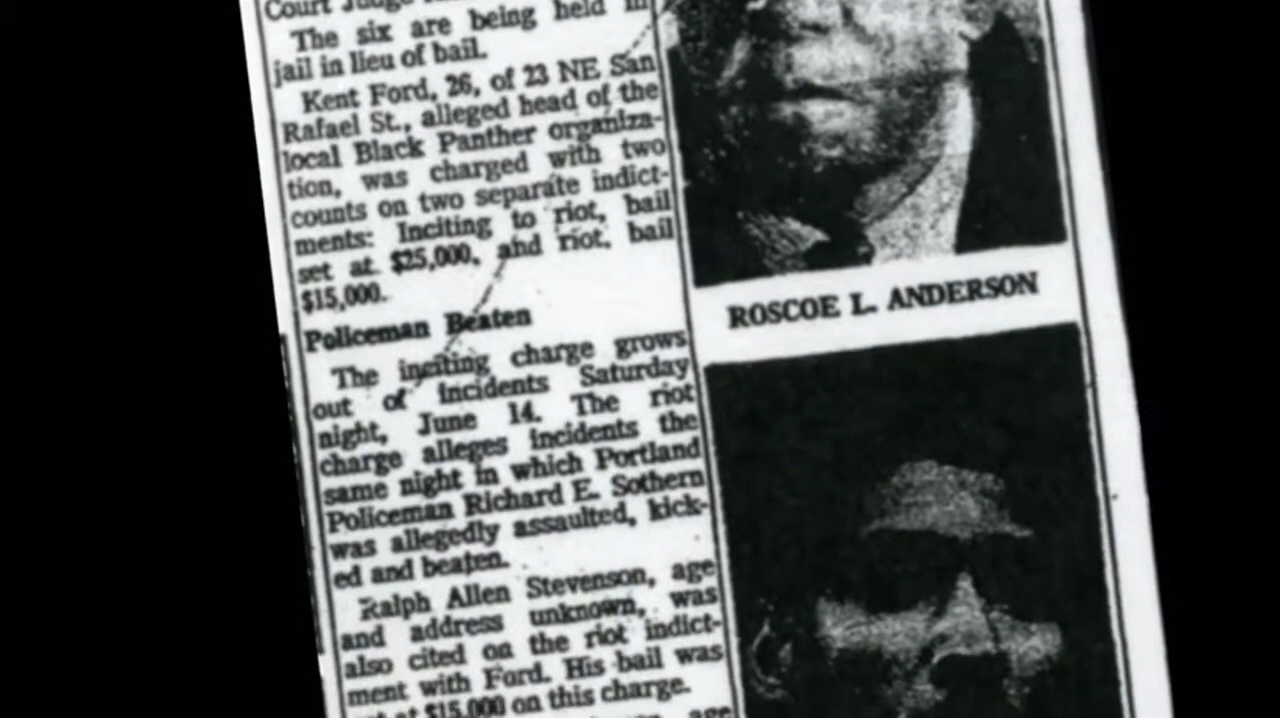 Court Judge
The six are being held in
jail in lieu of bail.
Kent Ford, 26, of 23 NE San
Rafael St., alleged head of the
local Black Panther organiza-
tion, was charged with two
counts on two separate indict-
ments: Inciting to riot, bail
set at $25,000, and riot, bail
$15,000.
Policeman Beaten
The inciting charge grows
out of incidents Saturday
night, June 14. The riot
charge alleges incidents the
same night in which Portland
Policeman Richard E. Sothern
was allegedly assaulted, kick-
ed and beaten.
Ralph Allen Stevenson, age
and address unknown, was
also cited on the riot indict-
ment with Ford. His bail was
at $15,000 on this charge.
age
ROSCOE L. ANDERSON